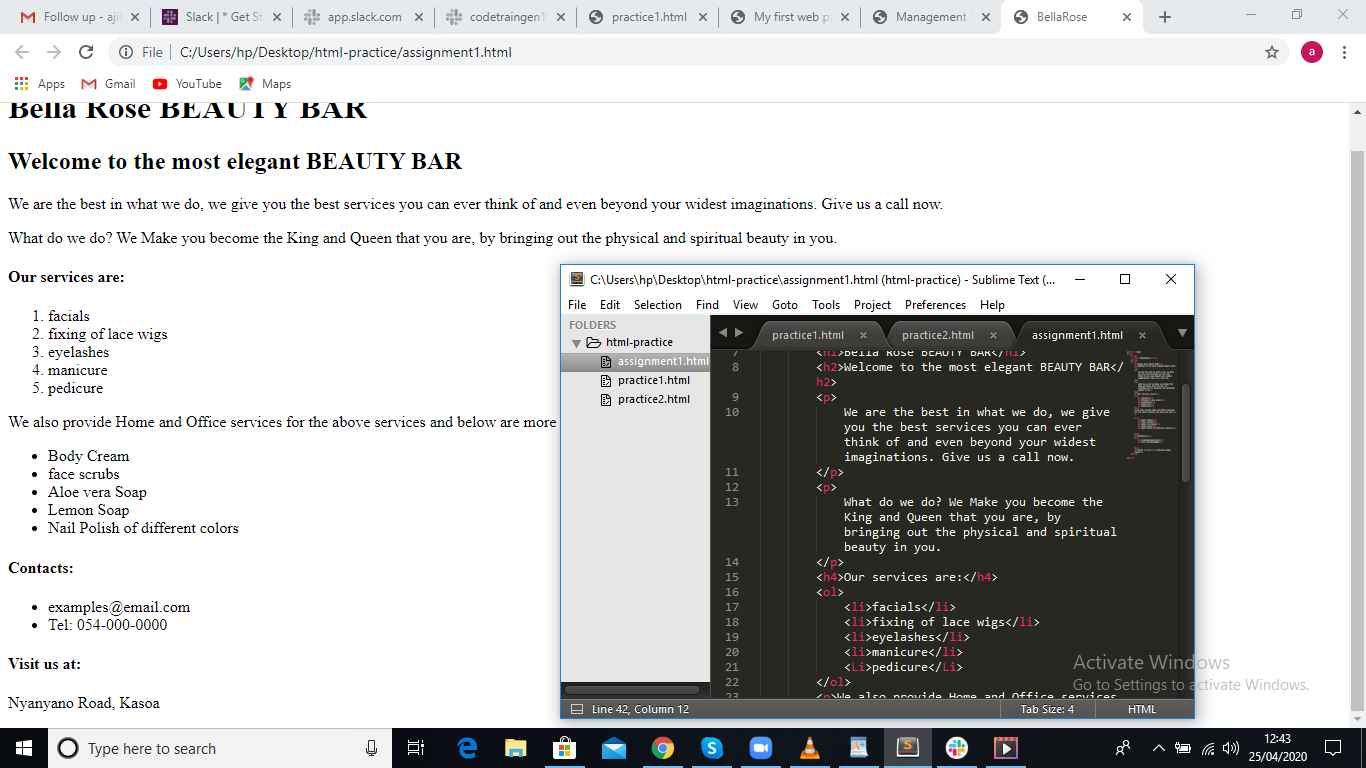 Follow up - aji
Slack | * Get St
app.slack.com
codetraingen1
practice1.html
My first web p
Management
BellaRose
File
C:/Users/hp/Desktop/html-practice/assignment1.html
a
Apps
Gmail
YouTube
Maps
Bella Rose BEAUTY BAR
Welcome to the most elegant BEAUTY BAR
We are the best in what we do, we give you the best services you can ever think of and even beyond your widest imaginations. Give us a call now.
What do we do? We Make you become the King and Queen that you are, by bringing out the physical and spiritual beauty in you.
Our services are:
1. facials
2. fixing of lace wigs
3. eyelashes
4. manicure
5. pedicure
We also provide Home and Office services for the above services and below are more
• Body Cream
• face scrubs
• Aloe vera Soap
• Lemon Soap
• Nail Polish of different colors
Contacts:
• examples@email.com
• Tel: 054-000-0000
Visit us at:
Nyanyano Road, Kasoa
C:\Users\hp\Desktop\html-practice\assignment1.html (html-practice) - Sublime Text (...
File Edit Selection Find View Goto Tools Project Preferences Help
FOLDERS
html-practice
assignment1.html
practice1.html
practice2.html
practice1.html
practice2.html
assignment1.html
7 <h1>Bella Rose BEAUTY BAR</h1>
8 <h2>Welcome to the most elegant BEAUTY BAR</
h2>
9 <p>
10 We are the best in what we do, we give
you the best services you can ever
think of and even beyond your widest
imaginations. Give us a call now.
11 </p>
12 <p>
13 What do we do? We Make you become the
King and Queen that you are, by
bringing out the physical and spiritual
beauty in you.
14 </p>
15 <h4>Our services are:</h4>
16 <ol>
17 <li>facials</li>
18 <li>fixing of lace wigs</li>
19 <li>eyelashes</li>
20 <li>manicure</li>
21 <Li>pedicure</Li>
22 </ol>
23 <p>We also provide Home and Office services
Line 42, Column 12
Tab Size: 4
HTML
Activate Windows
Go to Settings to activate Windows.
Type here to search
12:43
25/04/2020